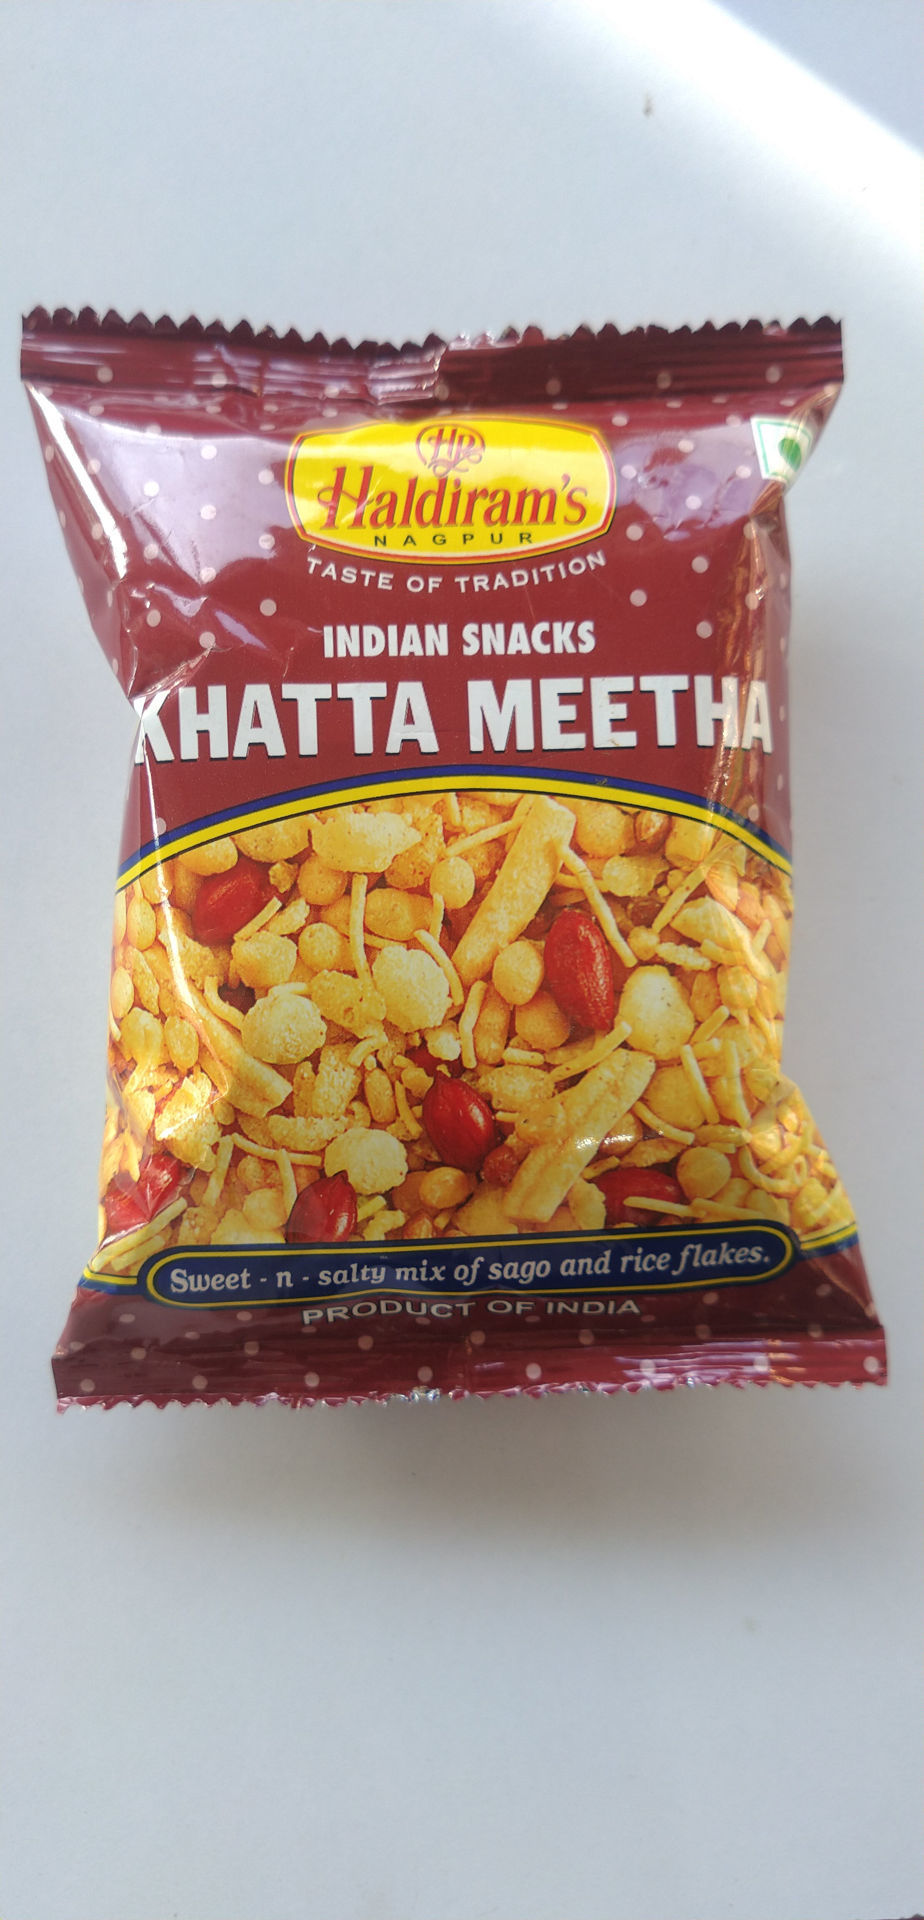 HR
Haldiram's
NAGPUR
TASTE OF TRADITION
INDIAN SNACKS
KHATTA MEETHA
Sweet - n - salty mix of sago and rice flakes.
PRODUCT OF INDIA